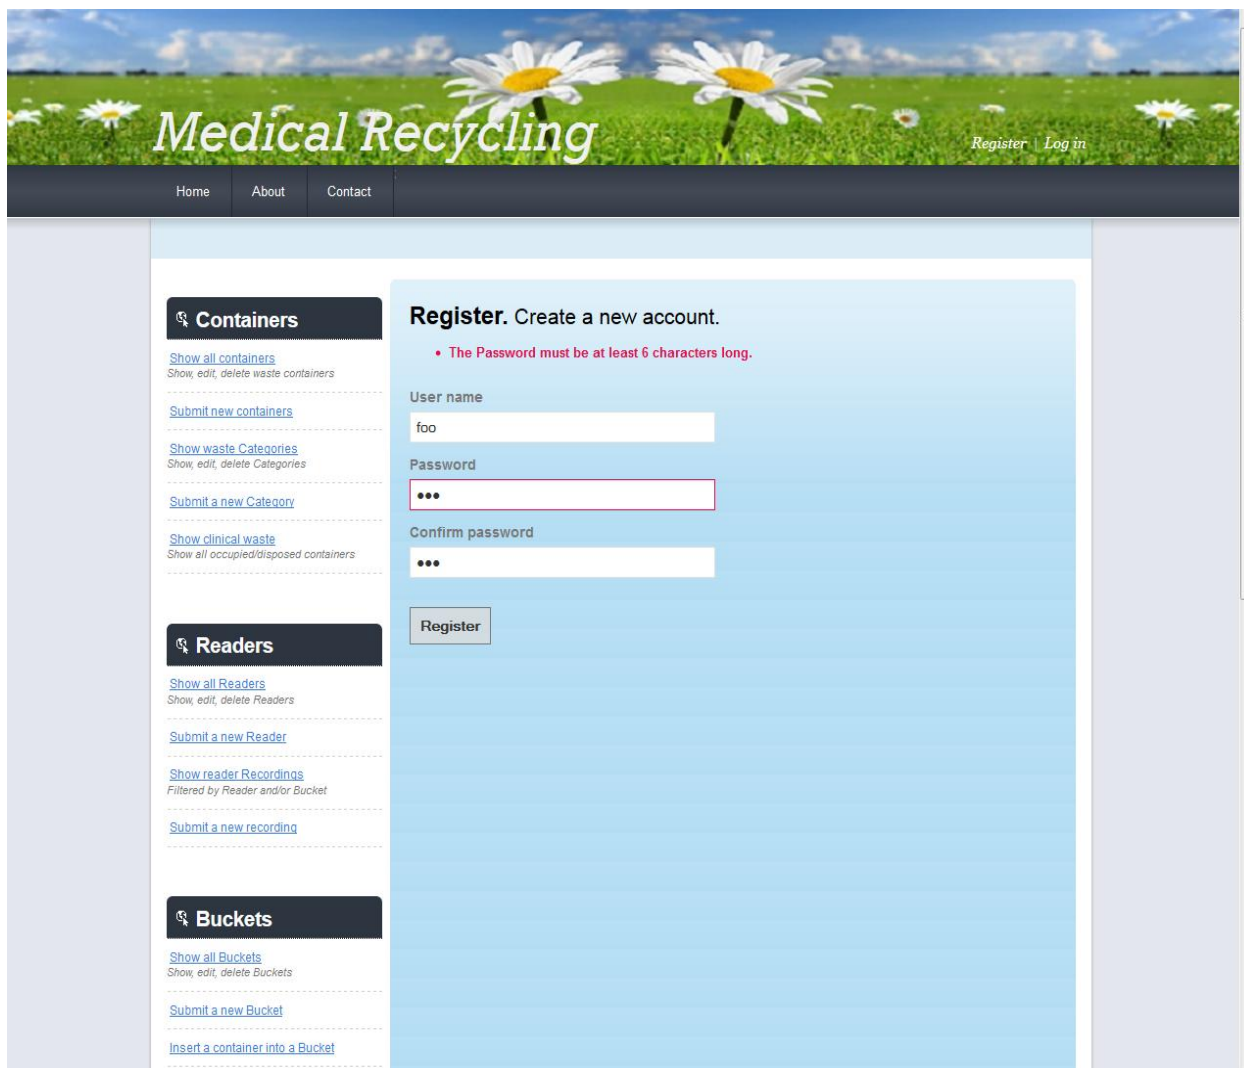 Medical Recycling
Register | Log in
Home
About
Contact
Containers
Show all containers
Show, edit, delete waste containers
Submit new containers
Show waste Categories
Show, edit, delete Categories
Submit a new Category
Show clinical waste
Show all occupied/disposed containers
Readers
Show all Readers
Show, edit, delete Readers
Submit a new Reader
Show reader Recordings
Filtered by Reader and/or Bucket
Submit a new recording
Buckets
Show all Buckets
Show, edit, delete Buckets
Submit a new Bucket
Insert a container into a Bucket
Register. Create a new account.
• The Password must be at least 6 characters long.
User name
foo
Password
•••
Confirm password
•••
Register